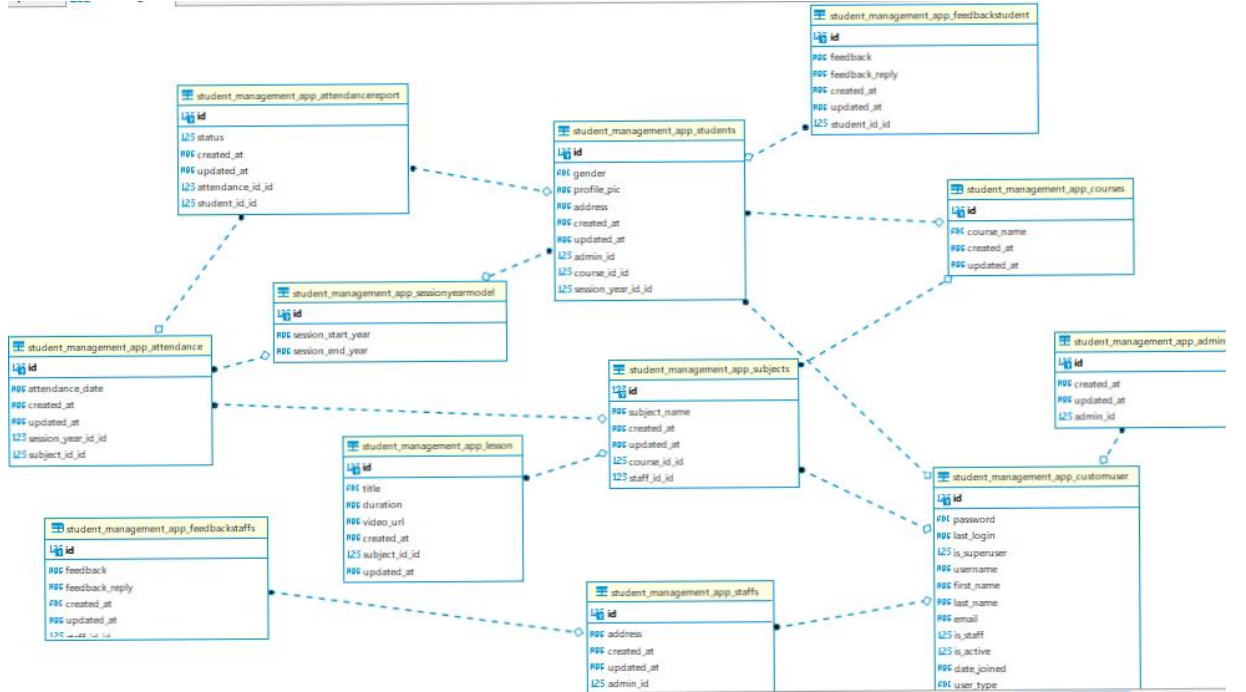 student_management_app_feedbackstudent
id
feedback
feedback_reply
created_at
updated_at
student_id_id
student_management_app_attendancereport
id
status
created_at
updated_at
attendance_id_id
student_id_id
student_management_app_students
id
gender
profile_pic
address
created_at
updated_at
admin_id
course_id_id
session_year_id_id
student_management_app_courses
id
course_name
created_at
updated_at
student_management_app_sessionyearmodel
id
session_start_year
session_end_year
student_management_app_attendance
id
attendance_date
created_at
updated_at
session_year_id_id
subject_id_id
student_management_app_subjects
id
subject_name
created_at
updated_at
course_id_id
staff_id_id
student_management_app_admin
id
created_at
updated_at
admin_id
student_management_app_lesson
id
title
duration
video_url
created_at
subject_id_id
updated_at
student_management_app_customuser
id
password
last_login
is_superuser
username
first_name
last_name
email
is_staff
is_active
date_joined
user_type
student_management_app_feedbackstaffs
id
feedback
feedback_reply
created_at
updated_at
staff_id_id
student_management_app_staffs
id
address
created_at
updated_at
admin_id